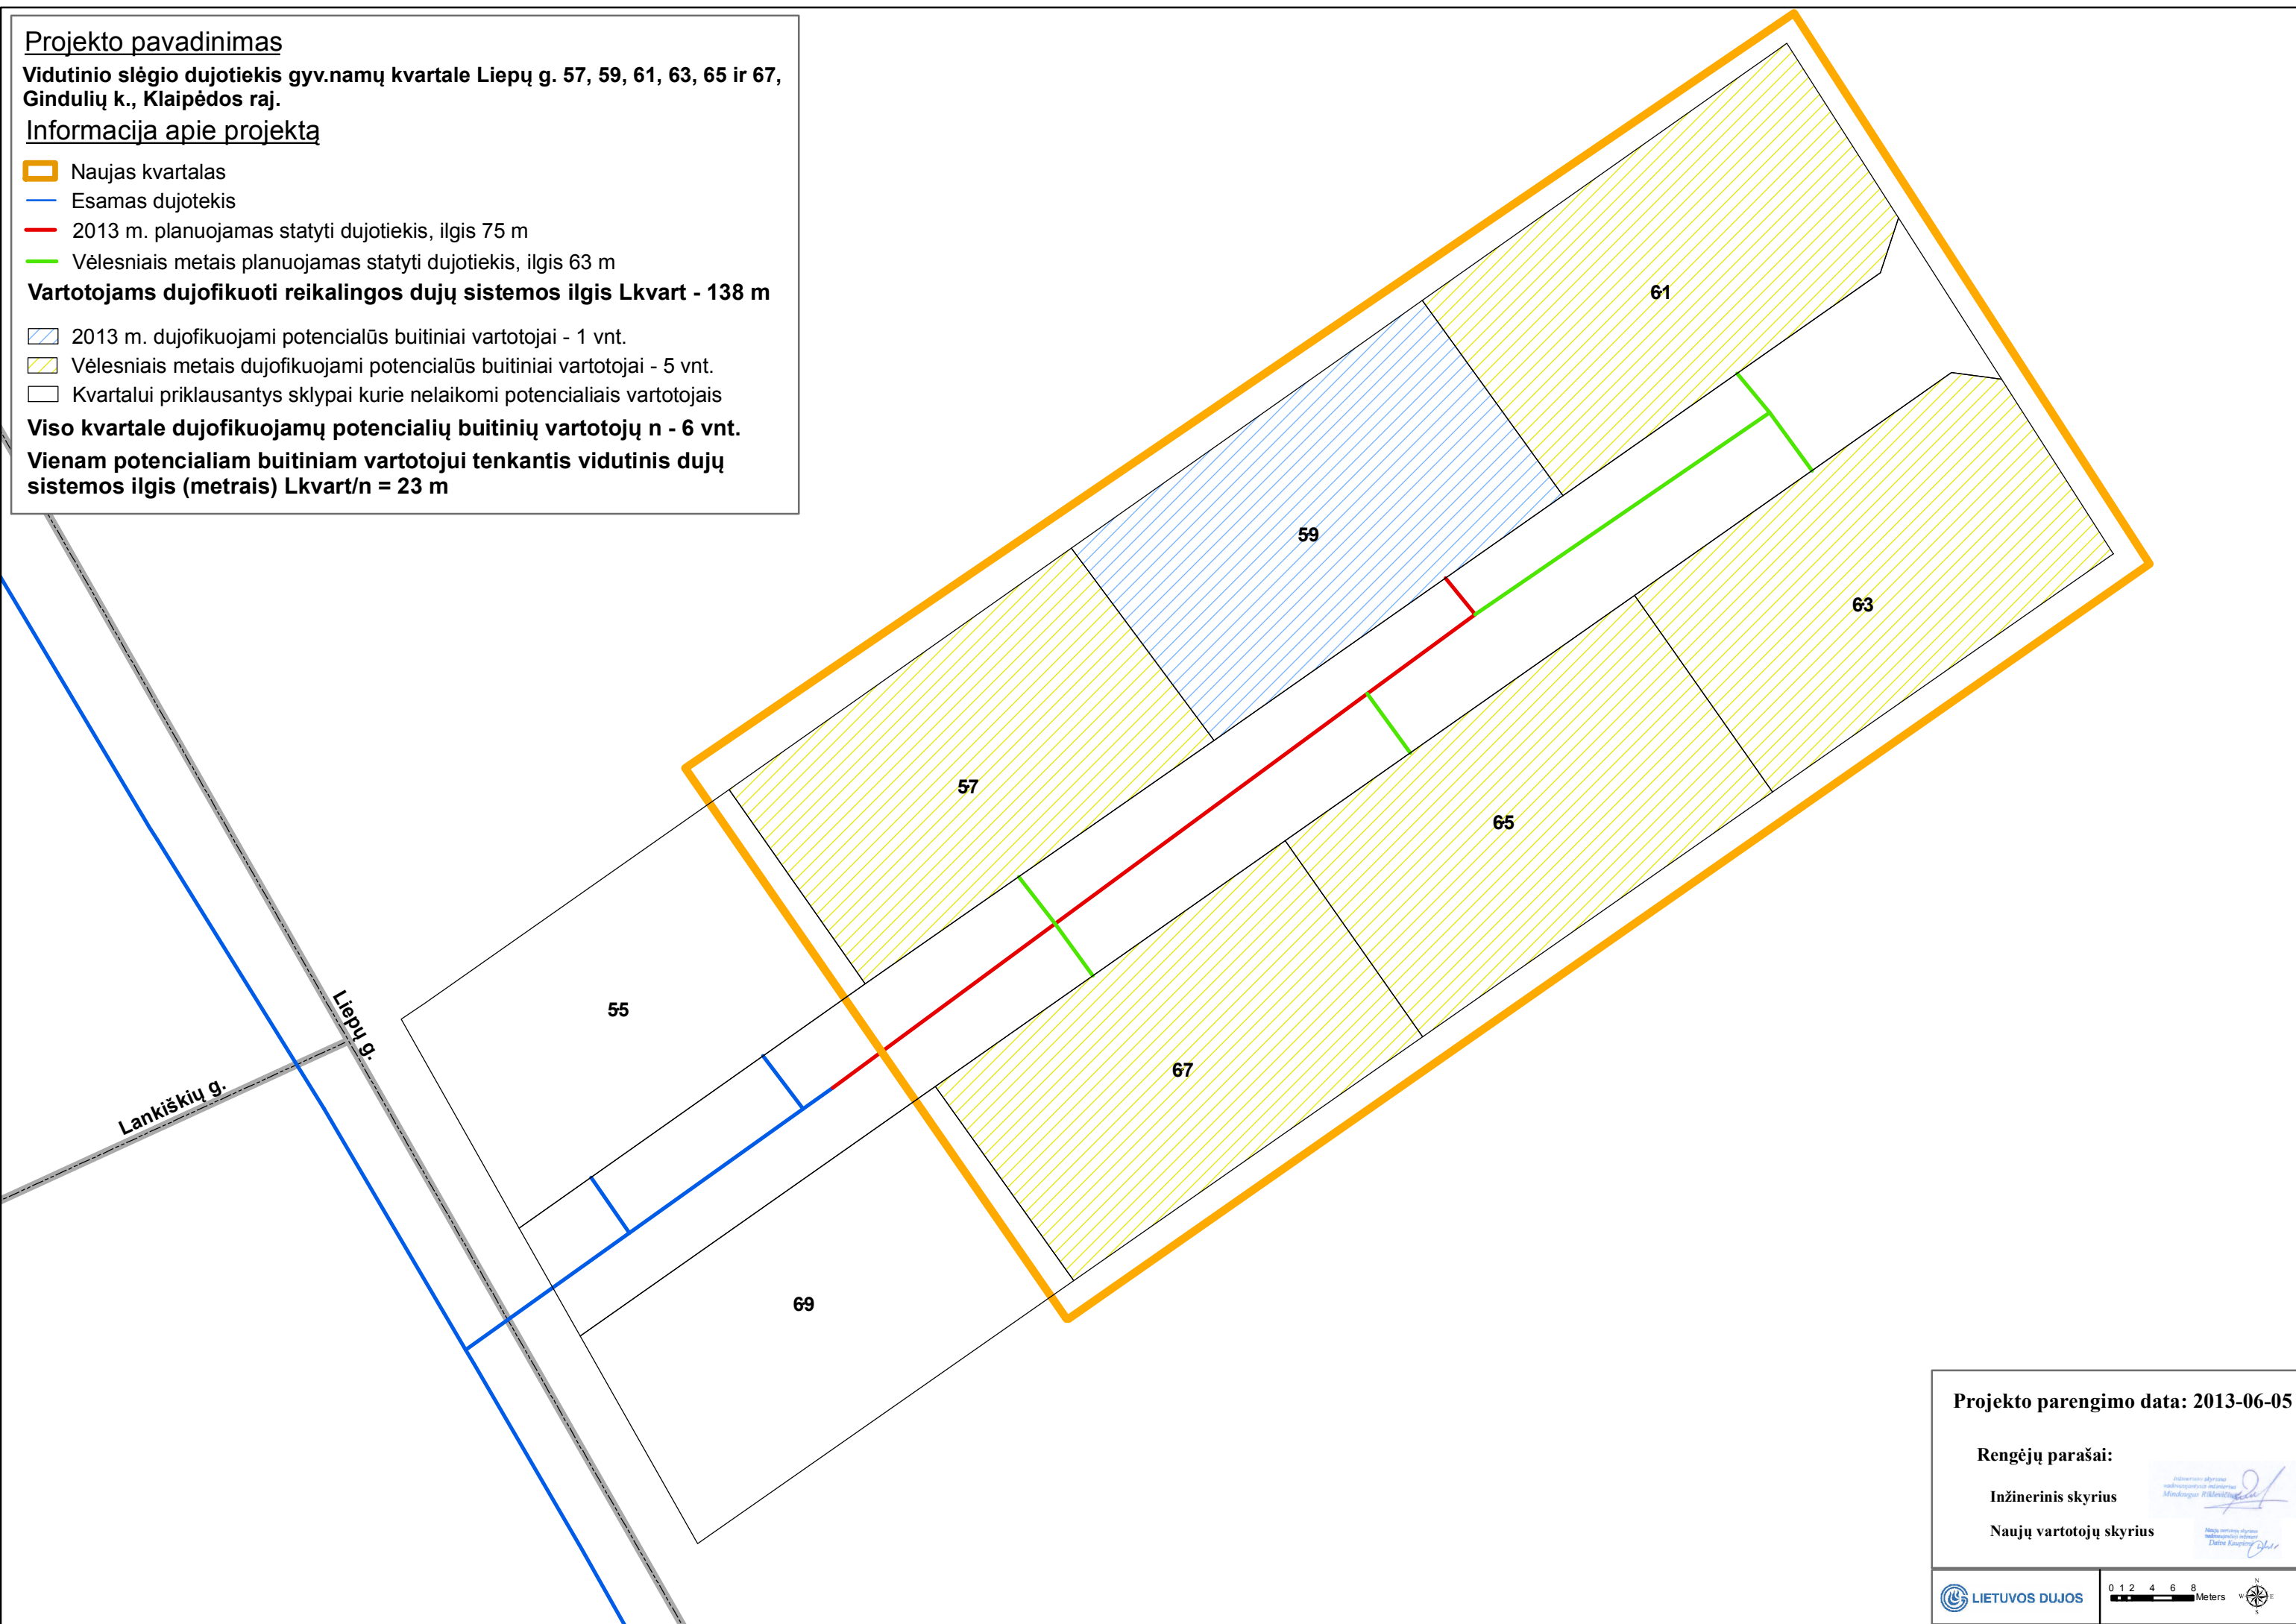 Projekto pavadinimas
Vidutinio slėgio dujotiekis gyv.namų kvartale Liepų g. 57, 59, 61, 63, 65 ir 67,
Gindulių k., Klaipėdos raj.
Informacija apie projektą
Naujas kvartalas
Esamas dujotekis
2013 m. planuojamas statyti dujotiekis, ilgis 75 m
Vėlesniais metais planuojamas statyti dujotiekis, ilgis 63 m
Vartotojams dujofikuoti reikalingos dujų sistemos ilgis Lkvart - 138 m
2013 m. dujofikuojami potencialūs buitiniai vartotojai - 1 vnt.
Vėlesniais metais dujofikuojami potencialūs buitiniai vartotojai - 5 vnt.
Kvartalui priklausantys sklypai kurie nelaikomi potencialiais vartotojais
Viso kvartale dujofikuojamų potencialių buitinių vartotojų n - 6 vnt.
Vienam potencialiam buitiniam vartotojui tenkantis vidutinis dujų
sistemos ilgis (metrais) Lkvart/n = 23 m
61
59
63
57
65
55
67
69
Liepų g.
Lankiškių g.
Projekto parengimo data: 2013-06-05
Rengėjų parašai:
Inžinerinis skyrius
Naujų vartotojų skyrius
LIETUVOS DUJOS
0 1 2 4 6 8
Meters
N
W E
S